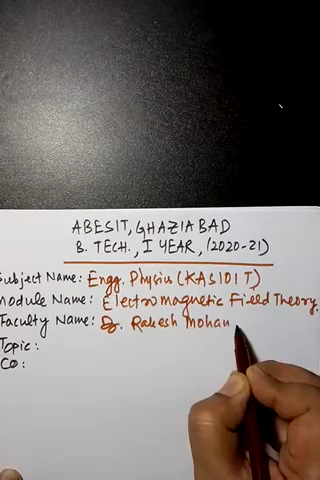 ABESIT, GHAZIABAD
B. TECH., I YEAR, (2020-21)
Subject Name: Engg. Physics (KAS101T)
Module Name: Electromagnetic Field Theory.
Faculty Name: Dr. Rakesh Mohan
Topic:
CO: